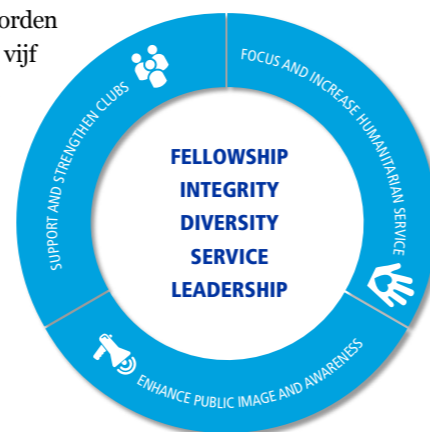 orden
vijf
SUPPORT AND STRENGTHEN CLUBS
FOCUS AND INCREASE HUMANITARIAN SERVICE
FELLOWSHIP
INTEGRITY
DIVERSITY
SERVICE
LEADERSHIP
ENHANCE PUBLIC IMAGE AND AWARENESS